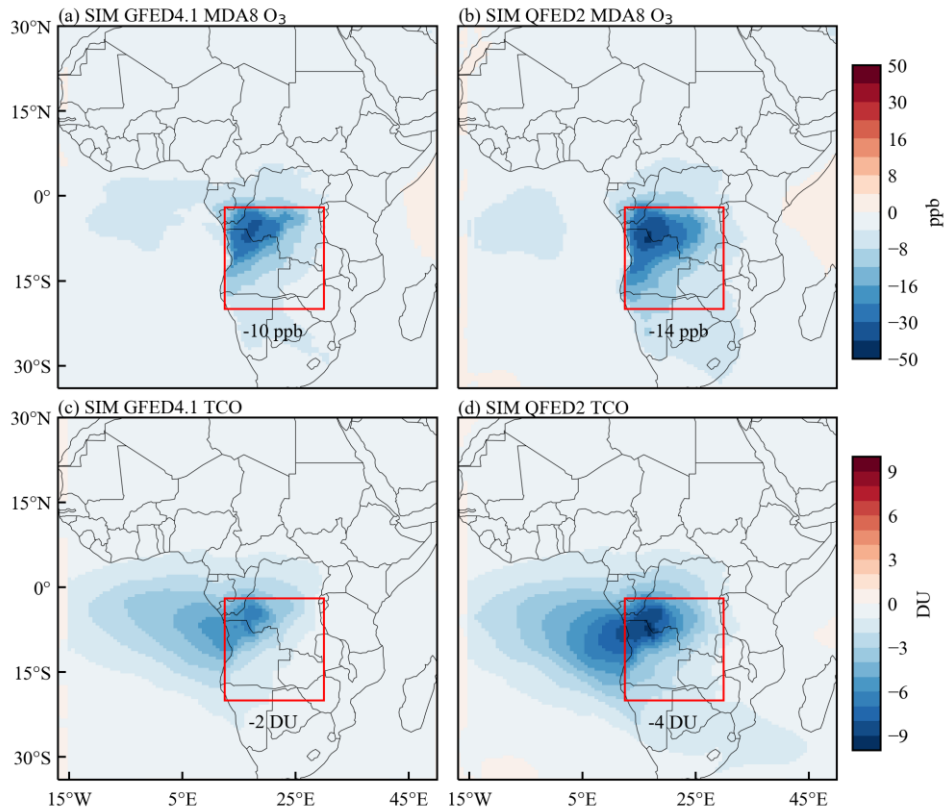 (a) SIM GFED4.1 MDA8 O₃
(b) SIM QFED2 MDA8 O₃
30°N
15°N
0°
15°S
30°S
-10 ppb
-14 ppb
50
30
16
8
0
−8
−16
−30
−50
ppb
(c) SIM GFED4.1 TCO
(d) SIM QFED2 TCO
30°N
15°N
0°
15°S
30°S
-2 DU
-4 DU
9
6
3
0
−3
−6
−9
DU
15°W
5°E
25°E
45°E
15°W
5°E
25°E
45°E